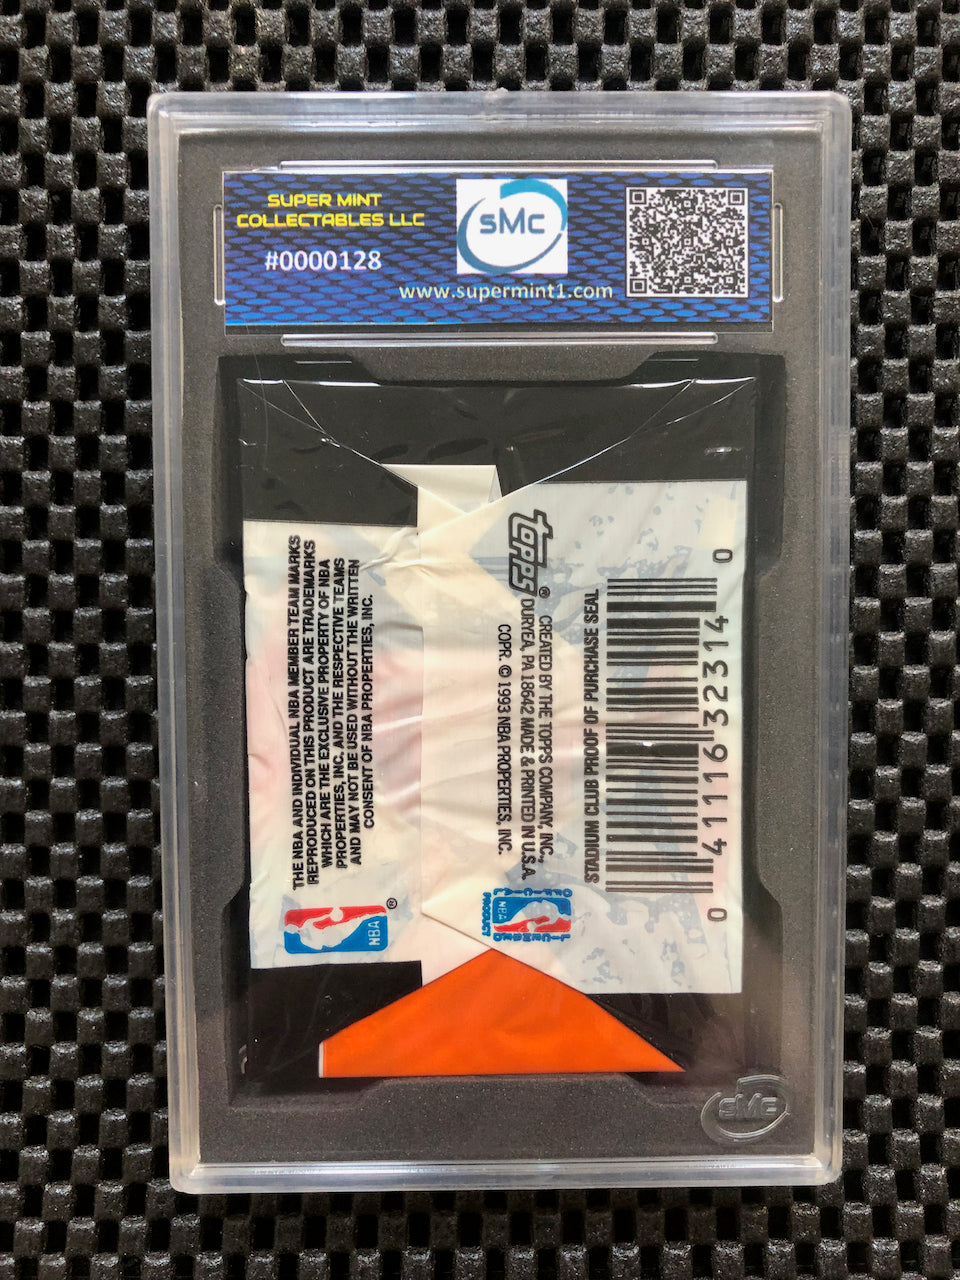 SUPER MINT
COLLECTABLES LLC
#0000128
sMc
www.supermint1.com
THE NBA AND INDIVIDUAL NBA MEMBER TEAM MARKS
REPRODUCED ON THIS PRODUCT ARE TRADEMARKS
WHICH ARE THE EXCLUSIVE PROPERTY OF NBA
PROPERTIES, INC. AND THE RESPECTIVE TEAMS
AND MAY NOT BE USED WITHOUT THE WRITTEN
CONSENT OF NBA PROPERTIES, INC.
NBA ®
COPR. © 1993 NBA PROPERTIES, INC.
TOPPS®
CREATED BY THE TOPPS COMPANY, INC.,
DURYEA, PA 18642 MADE & PRINTED IN U.S.A.
OFFICIAL
NBA
LICENSED
PRODUCT
STADIUM CLUB PROOF OF PURCHASE SEAL
0 41116 32314 0
sMc